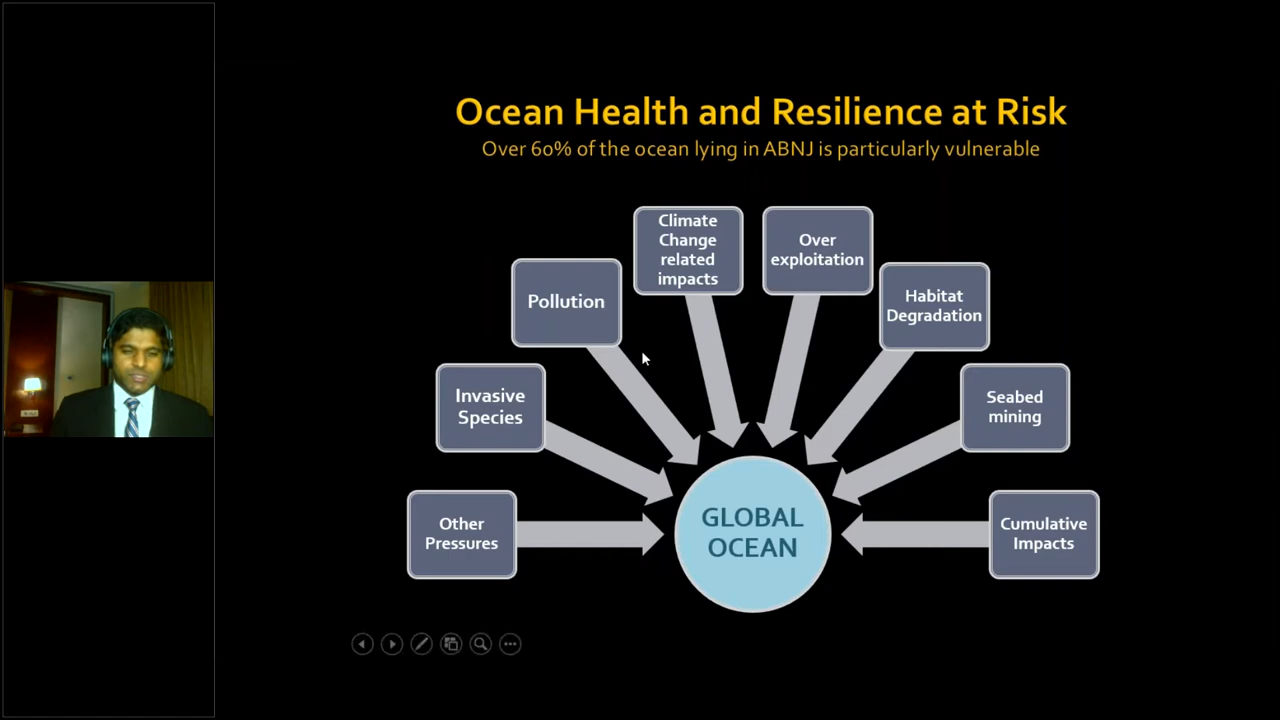 Ocean Health and Resilience at Risk
Over 60% of the ocean lying in ABNJ is particularly vulnerable
Climate
Change
related
impacts
Over
exploitation
Pollution
Habitat
Degradation
Invasive
Species
Seabed
mining
Other
Pressures
GLOBAL
OCEAN
Cumulative
Impacts